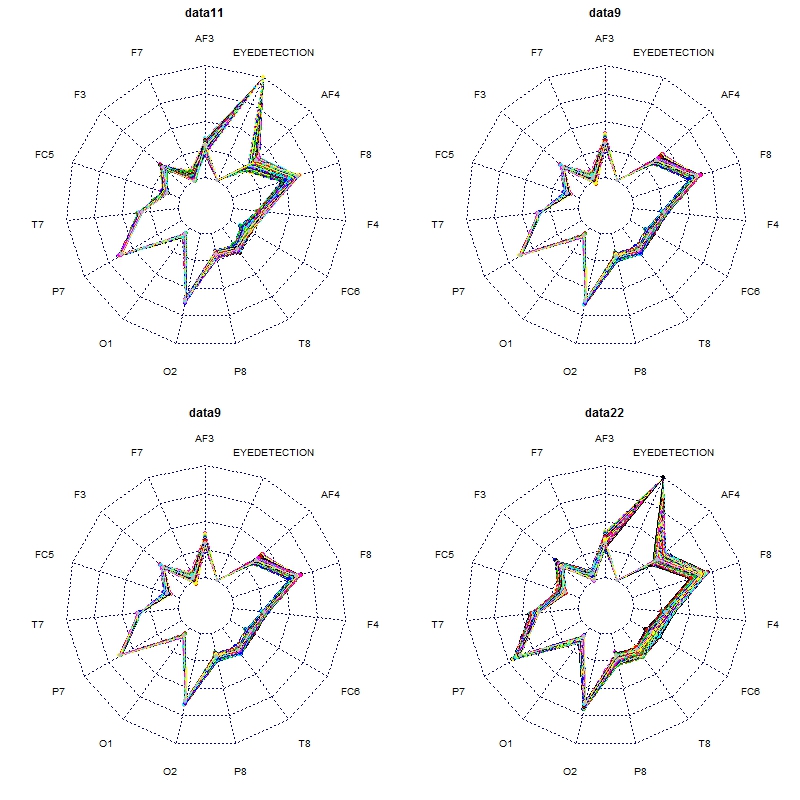 data11
AF3
F7
EYEDETECTION
F3
AF4
FC5
F8
T7
F4
P7
FC6
O1
T8
O2
P8
data9
AF3
F7
EYEDETECTION
F3
AF4
FC5
F8
T7
F4
P7
FC6
O1
T8
O2
P8
data9
AF3
F7
EYEDETECTION
F3
AF4
FC5
F8
T7
F4
P7
FC6
O1
T8
O2
P8
data22
AF3
F7
EYEDETECTION
F3
AF4
FC5
F8
T7
F4
P7
FC6
O1
T8
O2
P8